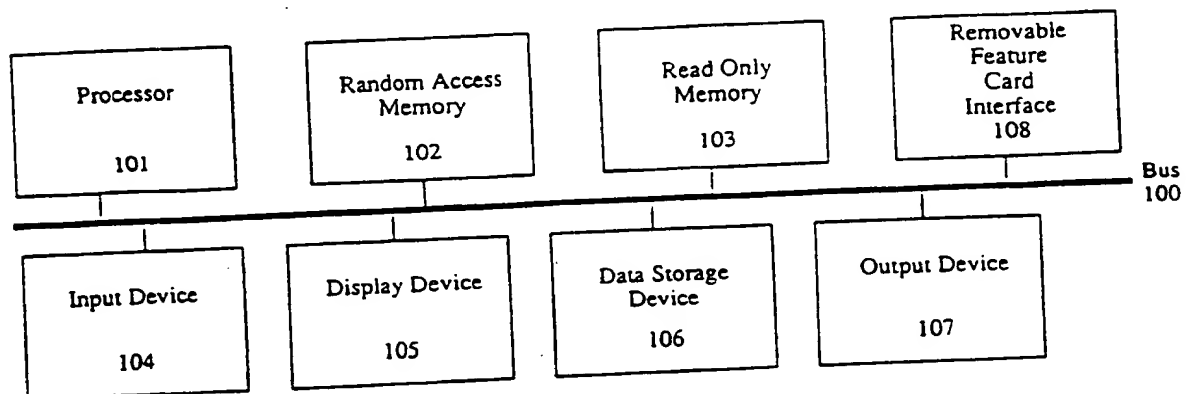 Processor
101
Random Access
Memory
102
Read Only
Memory
103
Removable
Feature
Card
Interface
108
Bus
100
Input Device
104
Display Device
105
Data Storage
Device
106
Output Device
107